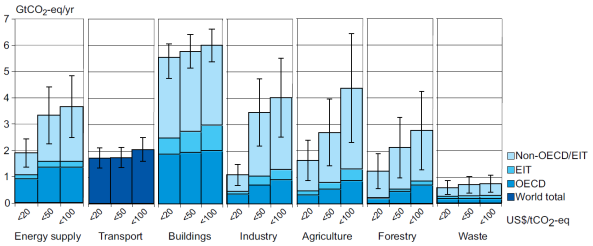 GtCO2-eq/yr
7
6
5
4
3
2
1
0
Non-OECD/EIT
EIT
OECD
World total
<20 <50 <100 <20 <50 <100 <20 <50 <100 <20 <50 <100 <20 <50 <100 <20 <50 <100 <20 <50 <100 US$/tCO2-eq
Energy supply Transport Buildings Industry Agriculture Forestry Waste